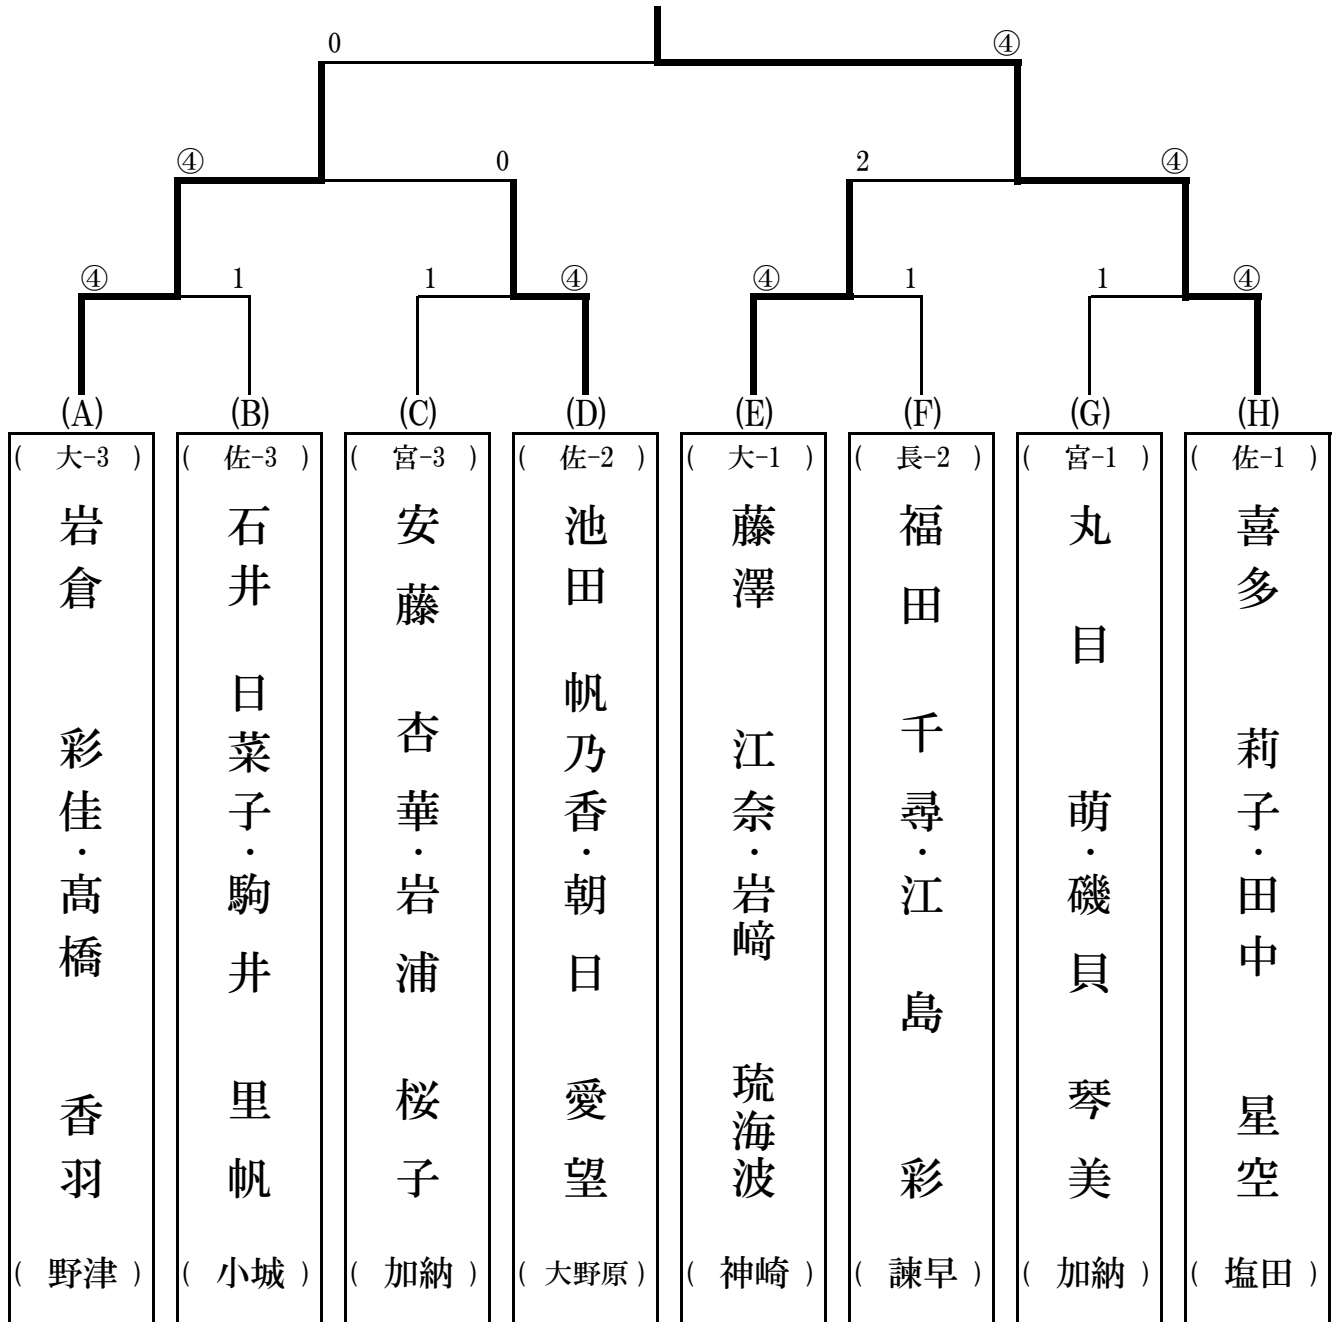 0 ④
④ 0 2 ④
④ 1 1 ④ ④ 1 1 ④
(A) (B) (C) (D) (E) (F) (G) (H)
( 大-3 ) ( 佐-3 ) ( 宮-3 ) ( 佐-2 ) ( 大-1 ) ( 長-2 ) ( 宮-1 ) ( 佐-1 )
岩倉 彩佳・髙橋 香羽
石井 日菜子・駒井 里帆
安藤 杏華・岩浦 桜子
池田 帆乃香・朝日 愛望
藤澤 江奈・岩﨑 琉海波
福田 千尋・江島 彩
丸目 萌・磯貝 琴美
喜多 莉子・田中 星空
( 野津 ) ( 小城 ) ( 加納 ) ( 大野原 ) ( 神崎 ) ( 諫早 ) ( 加納 ) ( 塩田 )